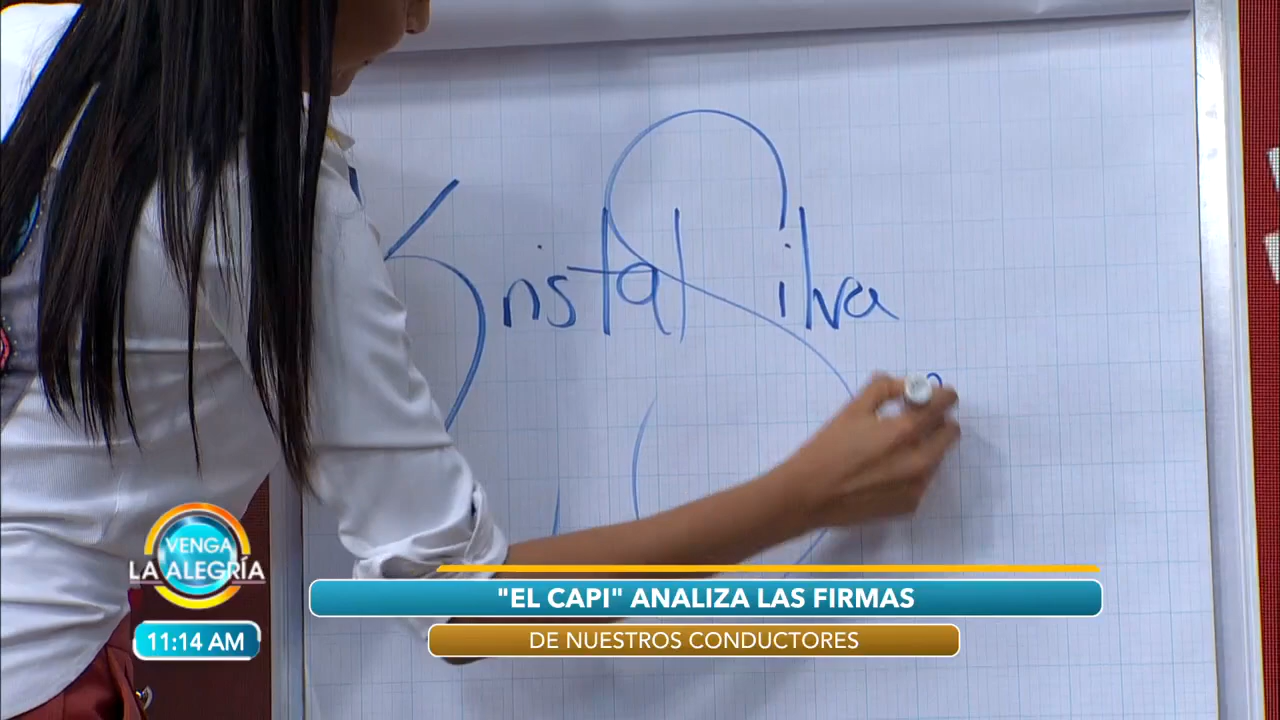 Kristal Silva
VENGA
LA ALEGRÍA
11:14 AM
"EL CAPI" ANALIZA LAS FIRMAS
DE NUESTROS CONDUCTORES